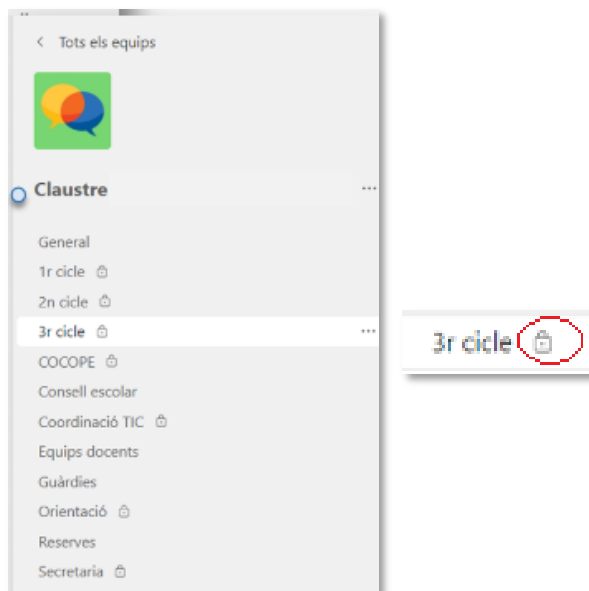 Tots els equips
Claustre
General
1r cicle
2n cicle
3r cicle
COCOPE
Consell escolar
Coordinació TIC
Equips docents
Guàrdies
Orientació
Reserves
Secretaria
3r cicle